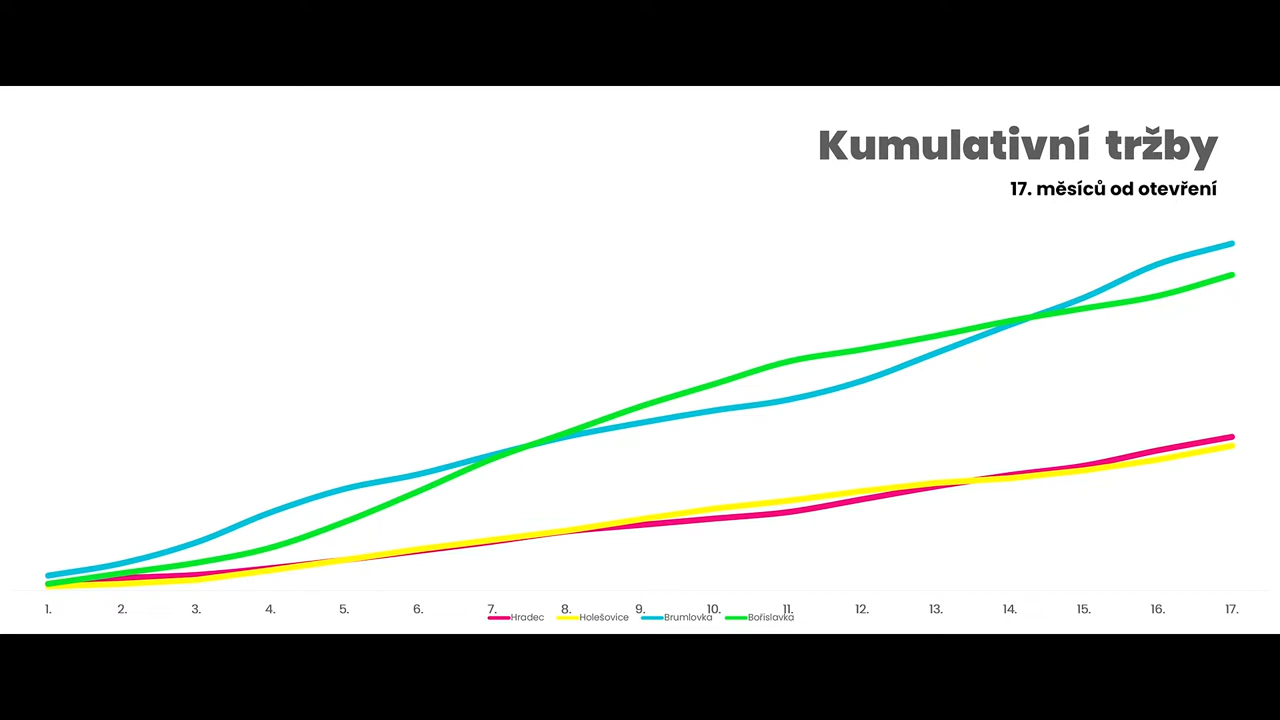 Kumulativní tržby
17. měsíců od otevření
1. 2. 3. 4. 5. 6. 7. 8. 9. 10. 11. 12. 13. 14. 15. 16. 17.
Hradec Holešovice Brumlovka Bořislavka